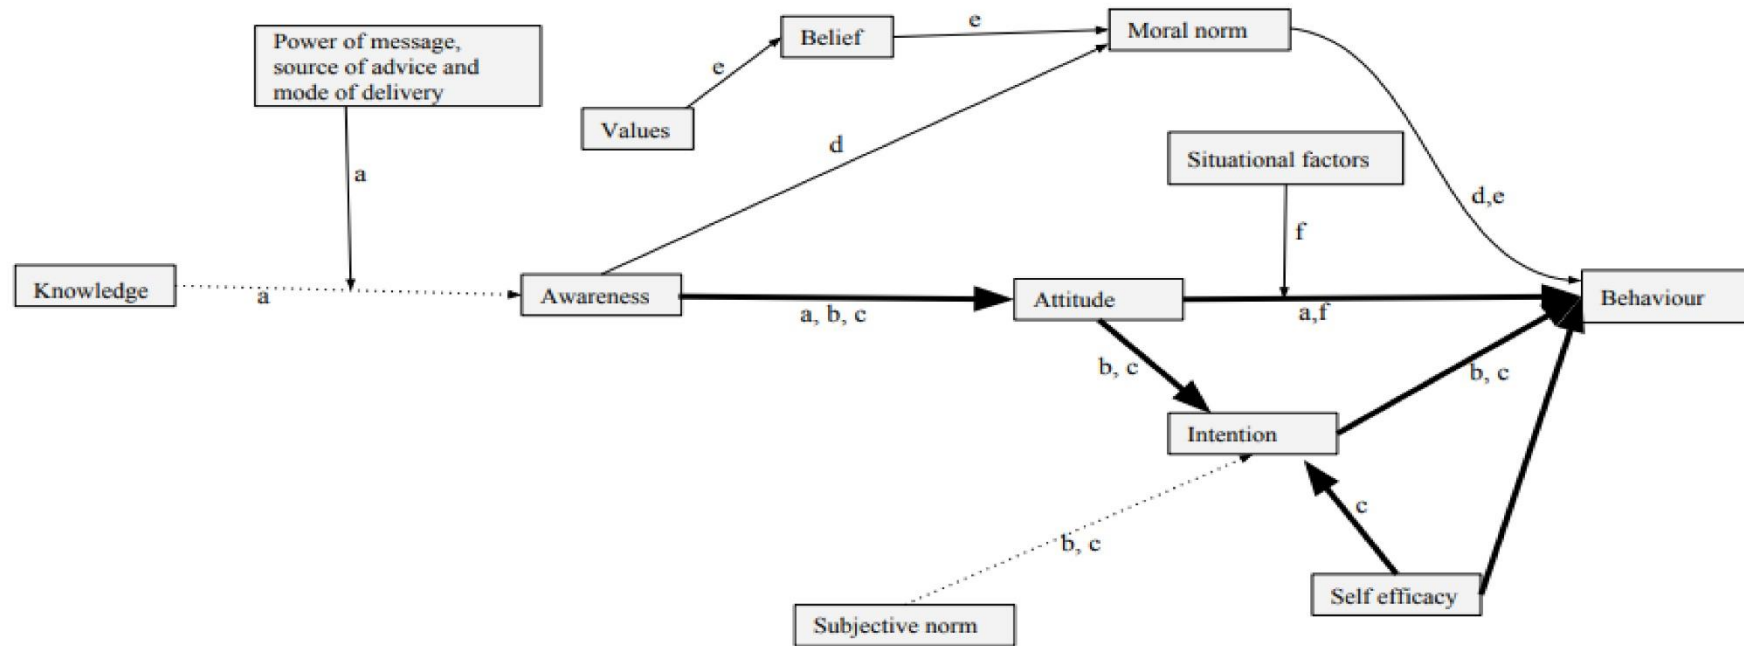 Power of message,
source of advice and
mode of delivery
Belief
e
Moral norm
e
Values
d
Situational factors
a
d,e
f
Knowledge
a
Awareness
a, b, c
Attitude
a,f
Behaviour
b, c
b, c
Intention
c
b, c
Self efficacy
Subjective norm